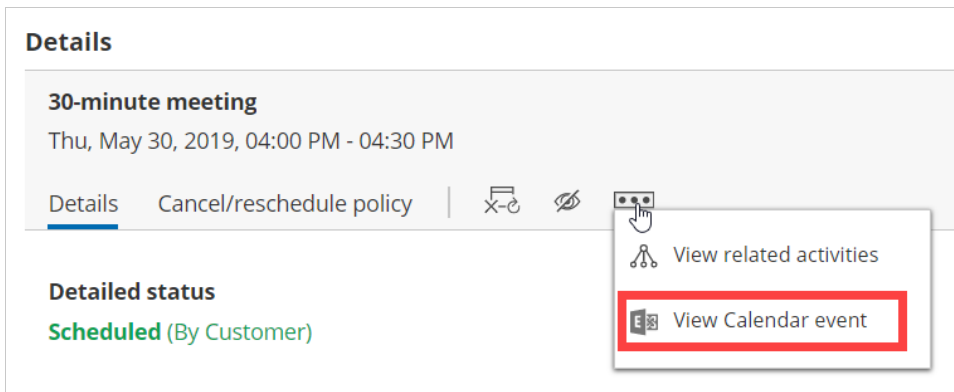 Details
30-minute meeting
Thu, May 30, 2019, 04:00 PM - 04:30 PM
Details Cancel/reschedule policy
View related activities
Detailed status
View Calendar event
Scheduled (By Customer)